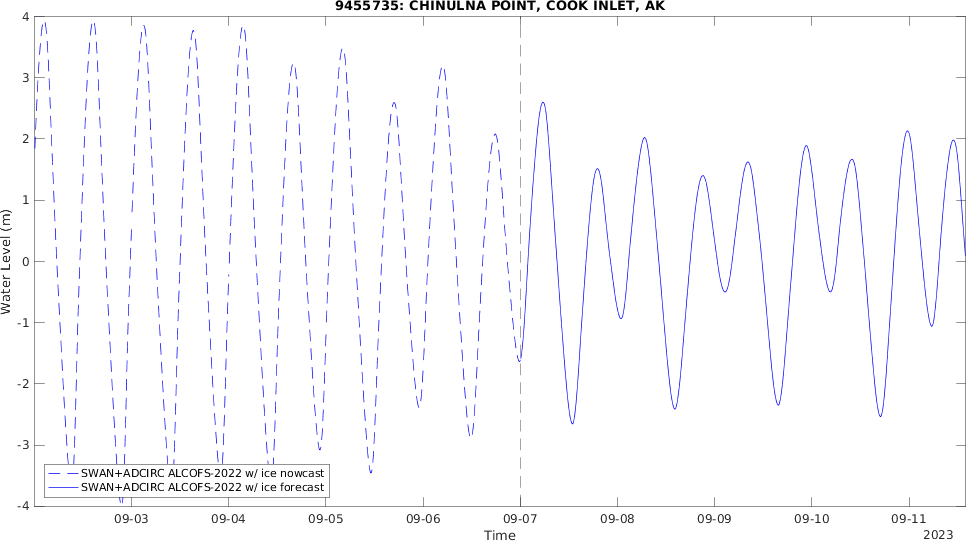 9455735: CHINULNA POINT, COOK INLET, AK
4
3
2
1
0
-1
-2
-3
-4
Water Level (m)
SWAN+ADCIRC ALCOFS-2022 w/ ice nowcast
SWAN+ADCIRC ALCOFS-2022 w/ ice forecast
09-03 09-04 09-05 09-06 09-07 09-08 09-09 09-10 09-11
Time
2023